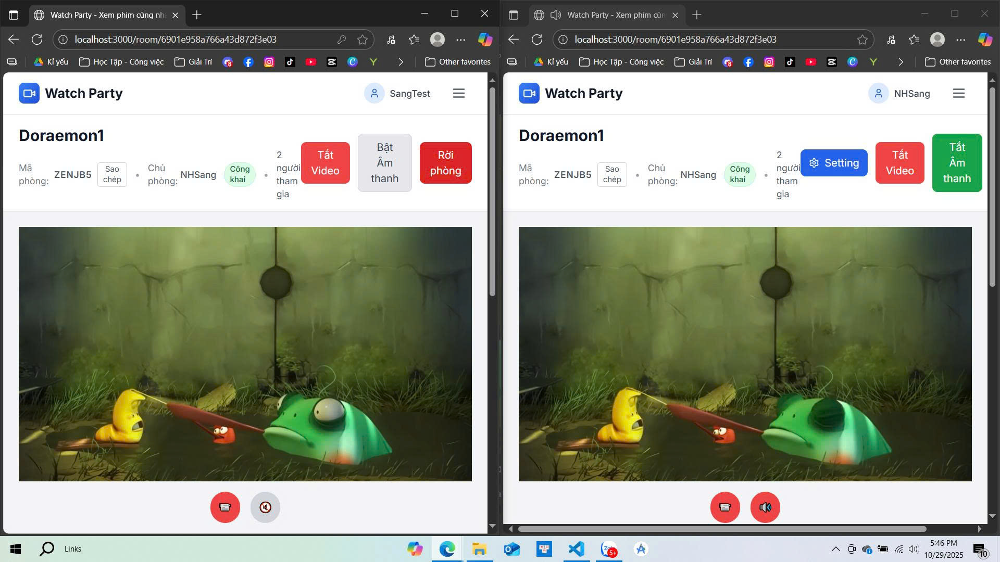 Watch Party - Xem phim cùng nh
localhost:3000/room/6901e958a766a43d872f3e03
Kỉ yếu
Học Tập - Công việc
Giải Trí
Other favorites
Watch Party
SangTest
Doraemon1
Mã
phòng:
ZENJB5
Sao
chép
Chủ
phòng:
NHSang
Công
khai
2
người
tham
gia
Tắt
Video
Bật
Âm
thanh
Rời
phòng
Watch Party - Xem phim cùn
localhost:3000/room/6901e958a766a43d872f3e03
Kỉ yếu
Học Tập - Công việc
Giải Trí
Other favorites
Watch Party
NHSang
Doraemon1
Mã
phòng:
ZENJB5
Sao
chép
Chủ
phòng:
NHSang
Công
khai
2
người
tham
gia
Setting
Tắt
Video
Tắt
Âm
thanh
Links
5+
5:46 PM
10/29/2025
10